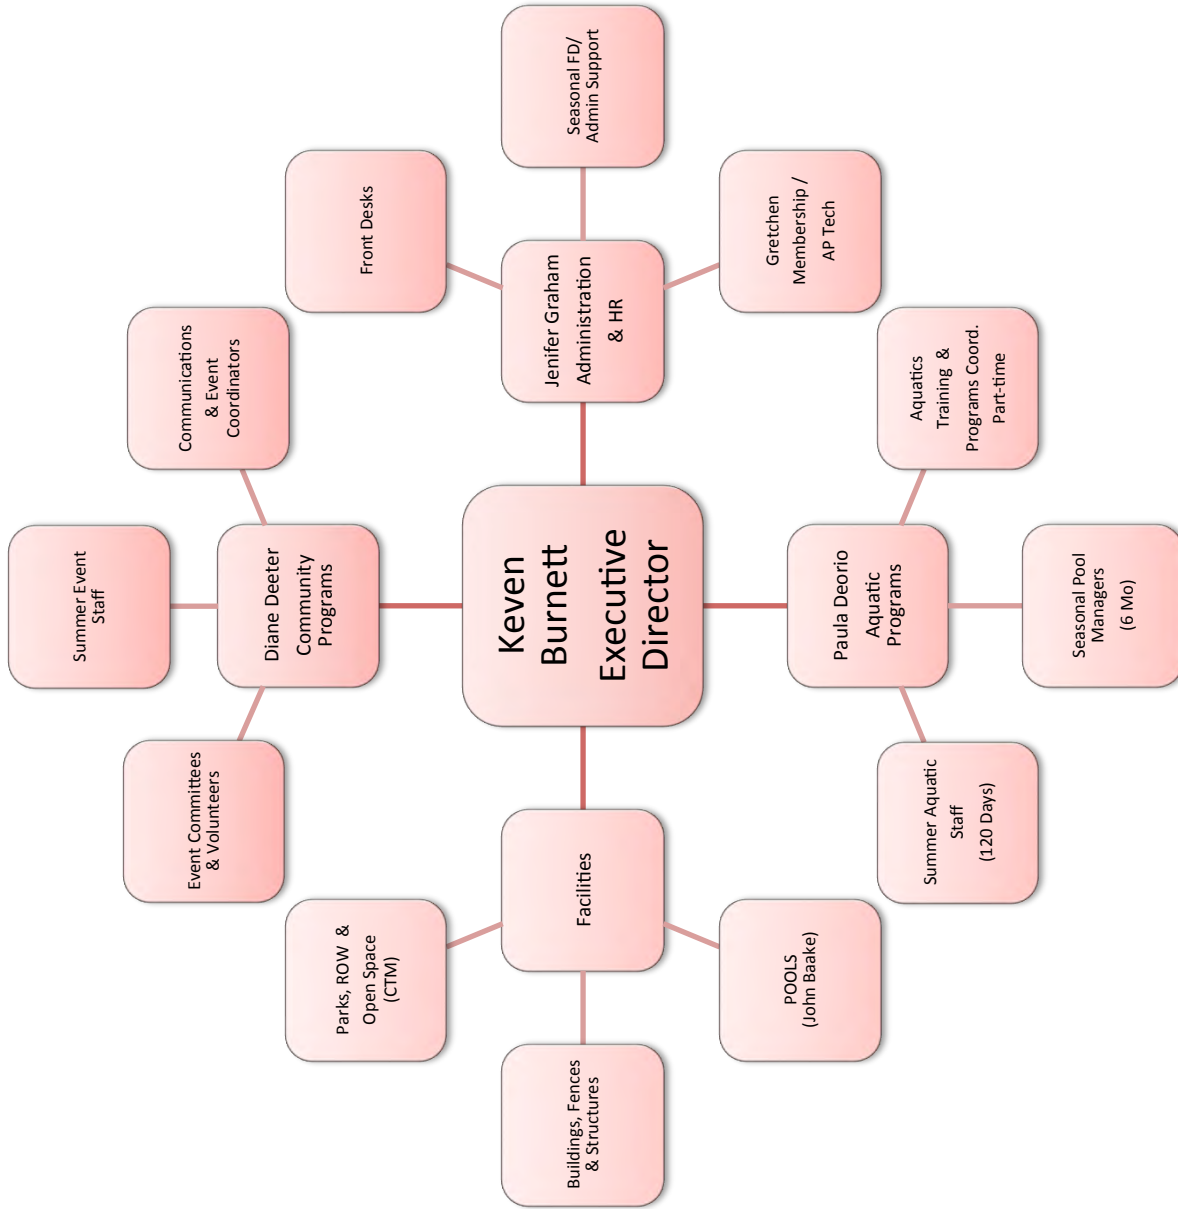 Keven
Burnett
Executive
Director
Jenifer Graham
Administration
& HR
Front Desks
Seasonal FD/
Admin Support
Gretchen
Membership /
AP Tech
Paula Deorio
Aquatic
Programs
Aquatics
Training &
Programs Coord.
Part-time
Seasonal Pool
Managers
(6 Mo)
Summer Aquatic
Staff
(120 Days)
Facilities
POOLS
(John Baake)
Buildings, Fences
& Structures
Parks, ROW &
Open Space
(CTM)
Diane Deeter
Community
Programs
Event Committees
& Volunteers
Summer Event
Staff
Communications
& Event
Coordinators